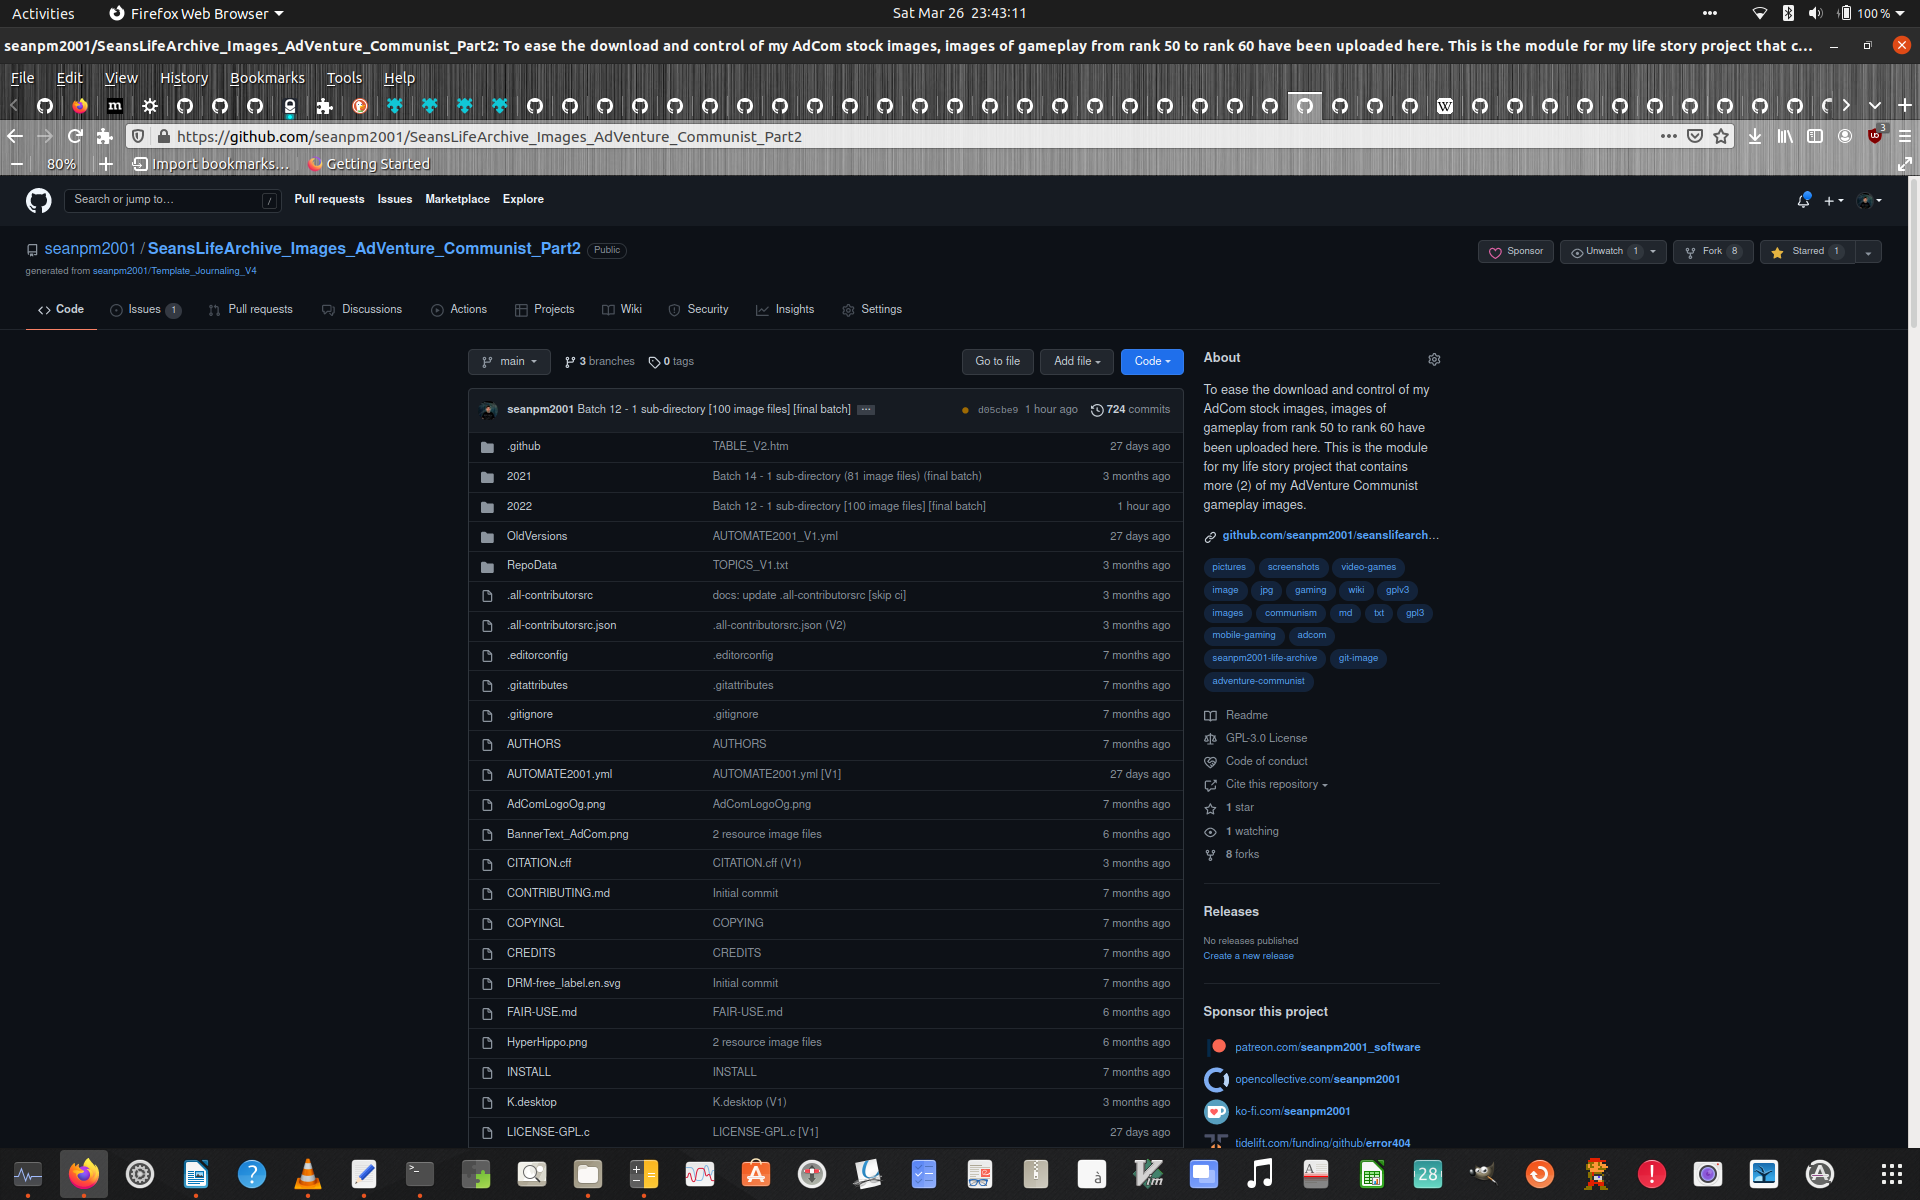 Activities
Firefox Web Browser
Sat Mar 26 23:43:11
100 %
seanpm2001/SeansLifeArchive_Images_AdVenture_Communist_Part2: To ease the download and control of my AdCom stock images, images of gameplay from rank 50 to rank 60 have been uploaded here. This is the module for my life story project that c...
File Edit View History Bookmarks Tools Help
https://github.com/seanpm2001/SeansLifeArchive_Images_AdVenture_Communist_Part2
3
80%
Import bookmarks...
Getting Started
Search or jump to...
/
Pull requests Issues Marketplace Explore
seanpm2001 / SeansLifeArchive_Images_AdVenture_Communist_Part2 Public
generated from seanpm2001/Template_Journaling_V4
Sponsor
Unwatch 1
Fork 8
Starred 1
Code
Issues 1
Pull requests
Discussions
Actions
Projects
Wiki
Security
Insights
Settings
main
3 branches
0 tags
Go to file
Add file
Code
seanpm2001 Batch 12 - 1 sub-directory [100 image files] [final batch] ... d05cbe9 1 hour ago 724 commits
.github TABLE_V2.htm 27 days ago
2021 Batch 14 - 1 sub-directory (81 image files) (final batch) 3 months ago
2022 Batch 12 - 1 sub-directory [100 image files] [final batch] 1 hour ago
OldVersions AUTOMATE2001_V1.yml 27 days ago
RepoData TOPICS_V1.txt 3 months ago
.all-contributorsrc docs: update .all-contributorsrc [skip ci] 3 months ago
.all-contributorsrc.json .all-contributorsrc.json (V2) 3 months ago
.editorconfig .editorconfig 7 months ago
.gitattributes .gitattributes 7 months ago
.gitignore .gitignore 7 months ago
AUTHORS AUTHORS 7 months ago
AUTOMATE2001.yml AUTOMATE2001.yml [V1] 27 days ago
AdComLogoOg.png AdComLogoOg.png 7 months ago
BannerText_AdCom.png 2 resource image files 6 months ago
CITATION.cff CITATION.cff (V1) 3 months ago
CONTRIBUTING.md Initial commit 7 months ago
COPYINGL COPYING 7 months ago
CREDITS CREDITS 7 months ago
DRM-free_label.en.svg Initial commit 7 months ago
FAIR-USE.md FAIR-USE.md 6 months ago
HyperHippo.png 2 resource image files 6 months ago
INSTALL INSTALL 7 months ago
K.desktop K.desktop (V1) 3 months ago
LICENSE-GPL.c LICENSE-GPL.c [V1] 27 days ago
About
To ease the download and control of my
AdCom stock images, images of
gameplay from rank 50 to rank 60 have
been uploaded here. This is the module
for my life story project that contains
more (2) of my AdVenture Communist
gameplay images.
github.com/seanpm2001/seanslifearch...
pictures screenshots video-games
image jpg gaming wiki gplv3
images communism md txt gpl3
mobile-gaming adcom
seanpm2001-life-archive git-image
adventure-communist
Readme
GPL-3.0 License
Code of conduct
Cite this repository
1 star
1 watching
8 forks
Releases
No releases published
Create a new release
Sponsor this project
patreon.com/seanpm2001_software
opencollective.com/seanpm2001
ko-fi.com/seanpm2001
tidelift.com/funding/github/error404
28